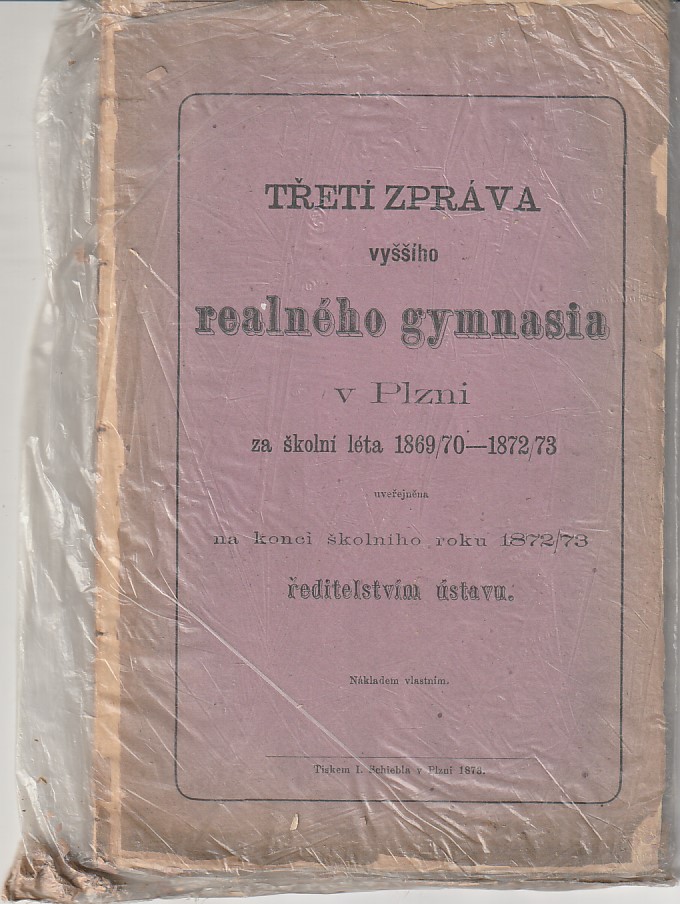 TŘETÍ ZPRÁVA
vyššího
realného gymnasia
v Plzni
za školní léta 1869/70—1872/73
uveřejněna
na konci školního roku 1872/73
ředitelstvím ústavu.
Nákladem vlastním.
Tiskem I. Schiebla v Plzni 1873.